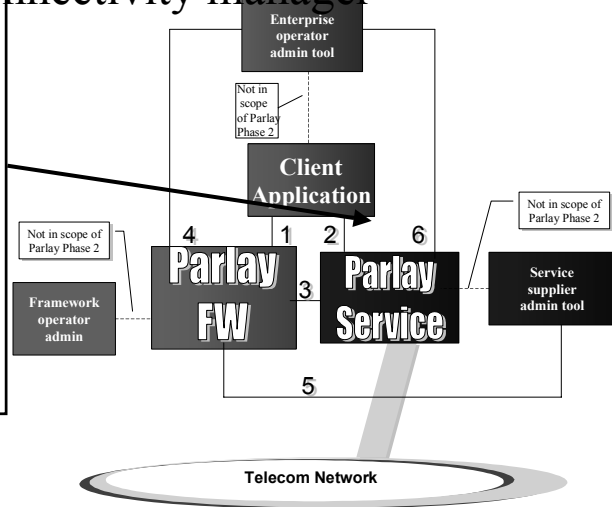 nnectivity manager
Enterprise
operator
admin tool
Not in
scope
of Parlay
Phase 2
Client
Application
Not in scope of
Parlay Phase 2
Not in scope of
Parlay Phase 2
4
1
2
6
Parlay
FW
3
Parlay
Service
Framework
operator
admin
Service
supplier
admin tool
5
Telecom Network